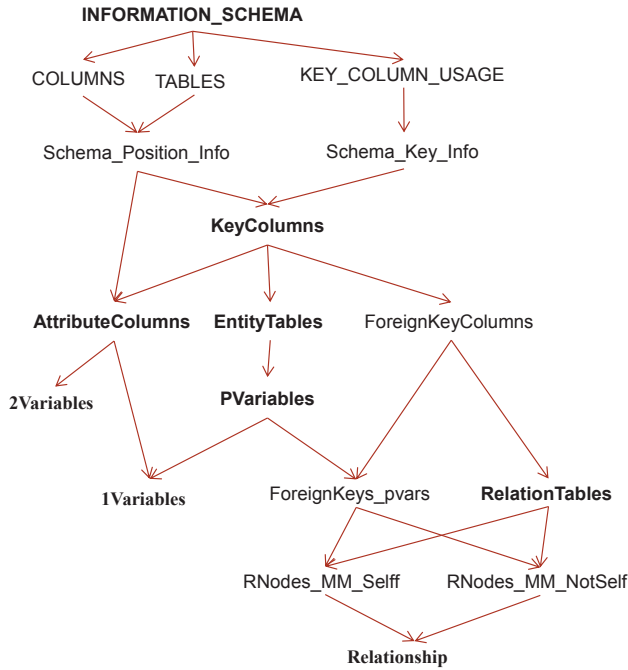 INFORMATION_SCHEMA
COLUMNS
TABLES
KEY_COLUMN_USAGE
Schema_Position_Info
Schema_Key_Info
KeyColumns
AttributeColumns
EntityTables
ForeignKeyColumns
2Variables
PVariables
1Variables
ForeignKeys_pvars
RelationTables
RNodes_MM_Selff
RNodes_MM_NotSelf
Relationship